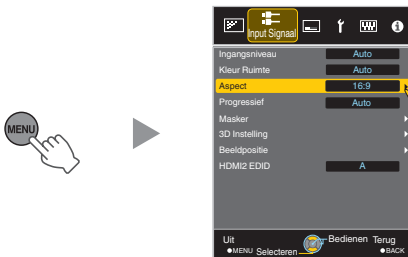 MENU
Input Signaal
Ingangsniveau Auto
Kleur Ruimte Auto
Aspect 16:9
Progressief Auto
Masker
3D Instelling
Beeldpositie
HDMI2 EDID A
Uit Bedienen Terug
MENU Selecteren BACK